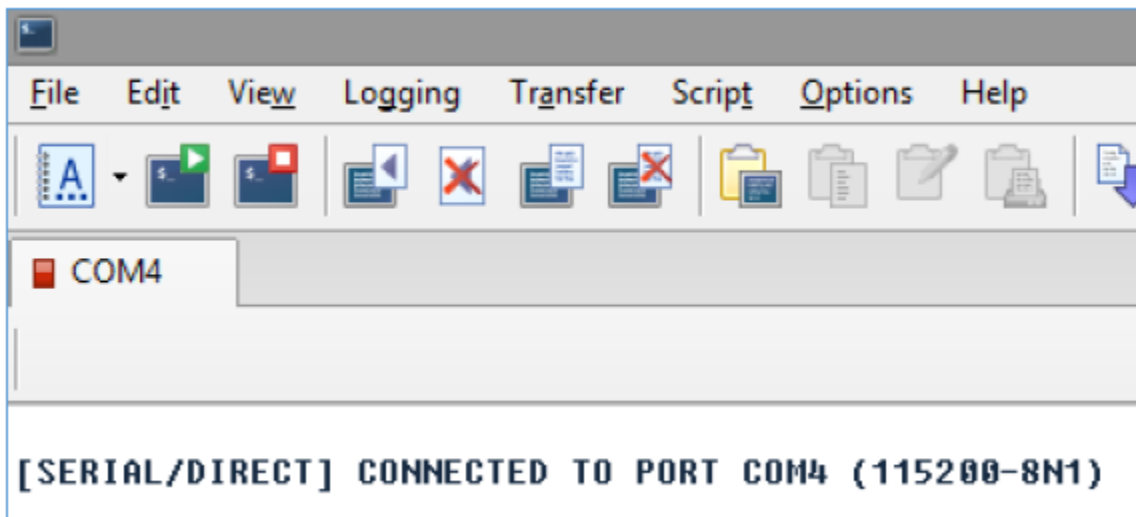 File Edit View Logging Transfer Script Options Help
COM4
[SERIAL/DIRECT] CONNECTED TO PORT COM4 (115200-8N1)